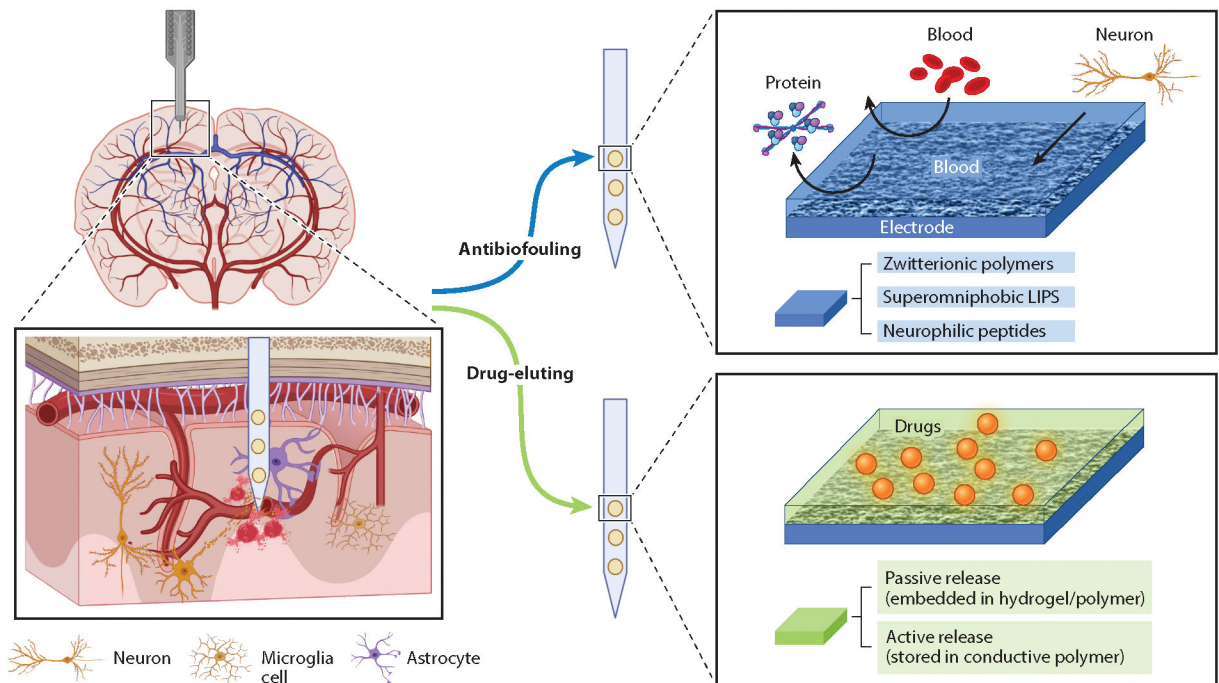 Blood
Neuron
Protein
Blood
Electrode
Antibiofouling
Zwitterionic polymers
Superomniphobic LIPS
Neurophilic peptides
Drug-eluting
Drugs
Passive release
(embedded in hydrogel/polymer)
Active release
(stored in conductive polymer)
Neuron
Microglia
cell
Astrocyte